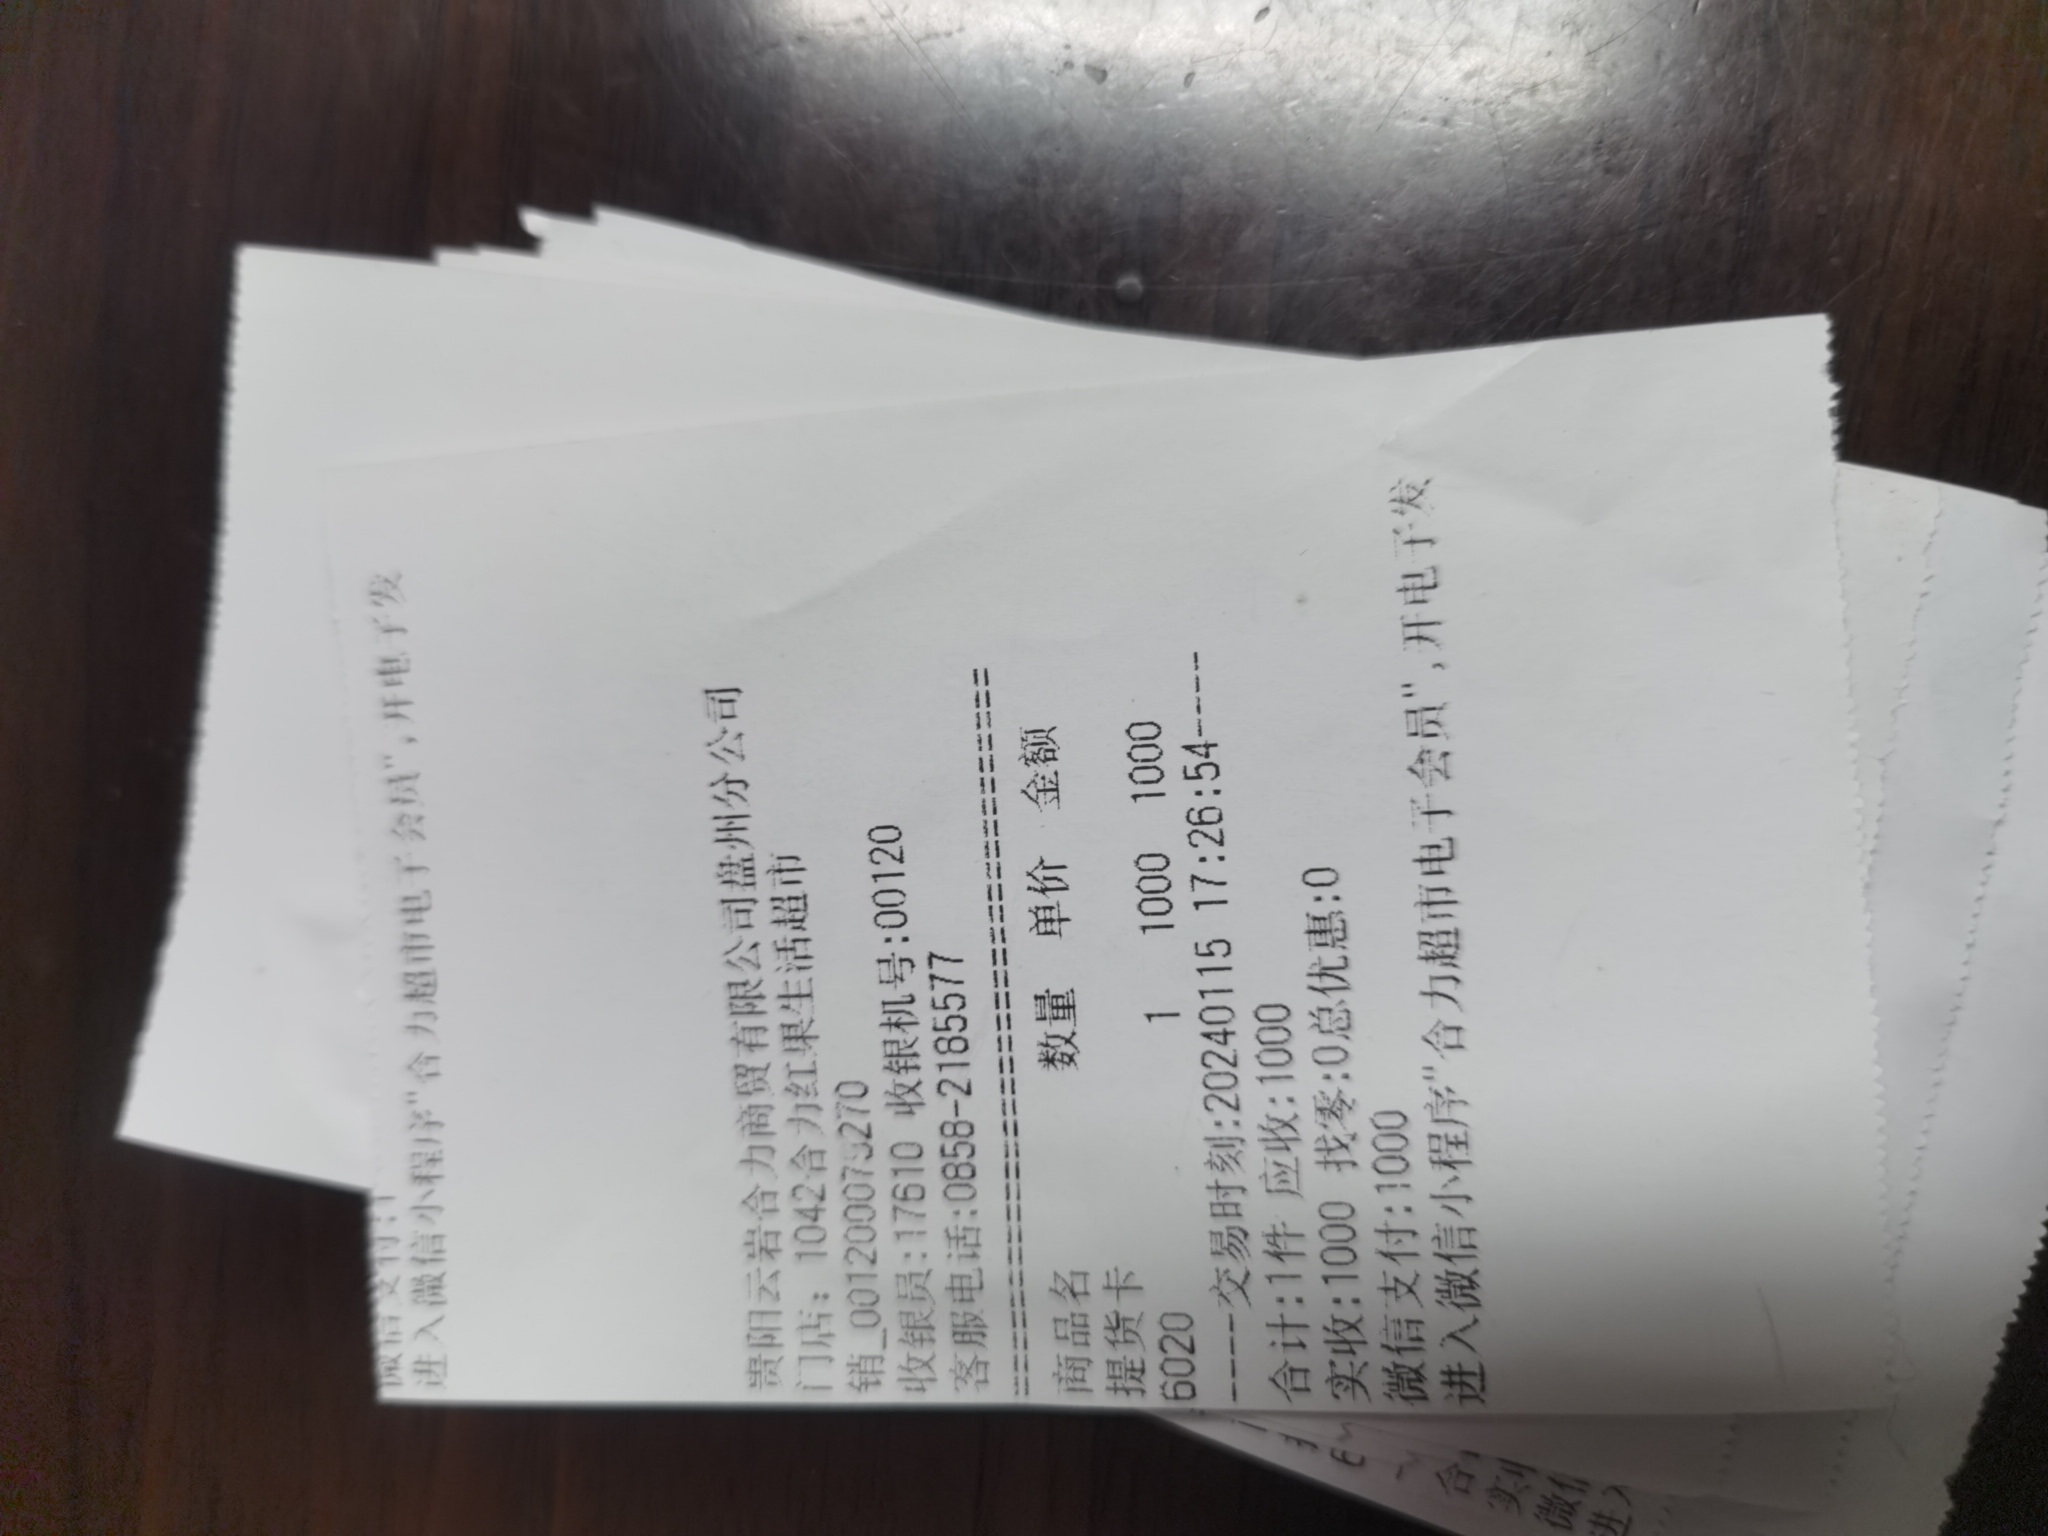 进入微信小程序"合力超市电子会员",开电子发
贵阳云岩合力商贸有限公司盘州分公司
门店: 1042合力红果生活超市
销_0012000075270
收银员:17610 收银机号:00120
客服电话:0858-2185577
商品名 数量 单价 金额
提货卡
6020 1 1000 1000
----交易时刻:20240115 17:26:54----
合计:1件 应收:1000
实收:1000 找零:0总优惠:0
微信支付:1000
进入微信小程序"合力超市电子会员",开电子发